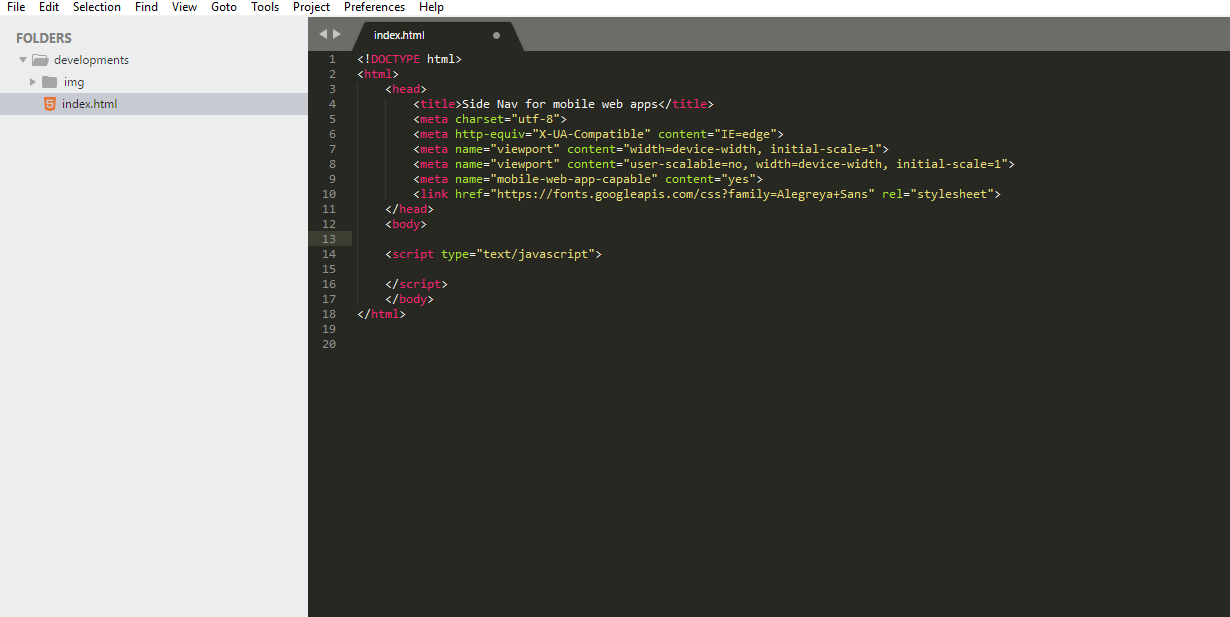 File Edit Selection Find View Goto Tools Project Preferences Help
FOLDERS
developments
img
index.html
index.html
1 <!DOCTYPE html>
2 <html>
3 <head>
4 <title>Side Nav for mobile web apps</title>
5 <meta charset="utf-8">
6 <meta http-equiv="X-UA-Compatible" content="IE=edge">
7 <meta name="viewport" content="width=device-width, initial-scale=1">
8 <meta name="viewport" content="user-scalable=no, width=device-width, initial-scale=1">
9 <meta name="mobile-web-app-capable" content="yes">
10 <link href="https://fonts.googleapis.com/css?family=Alegreya+Sans" rel="stylesheet">
11 </head>
12 <body>
13
14 <script type="text/javascript">
15
16 </script>
17 </body>
18 </html>
19
20